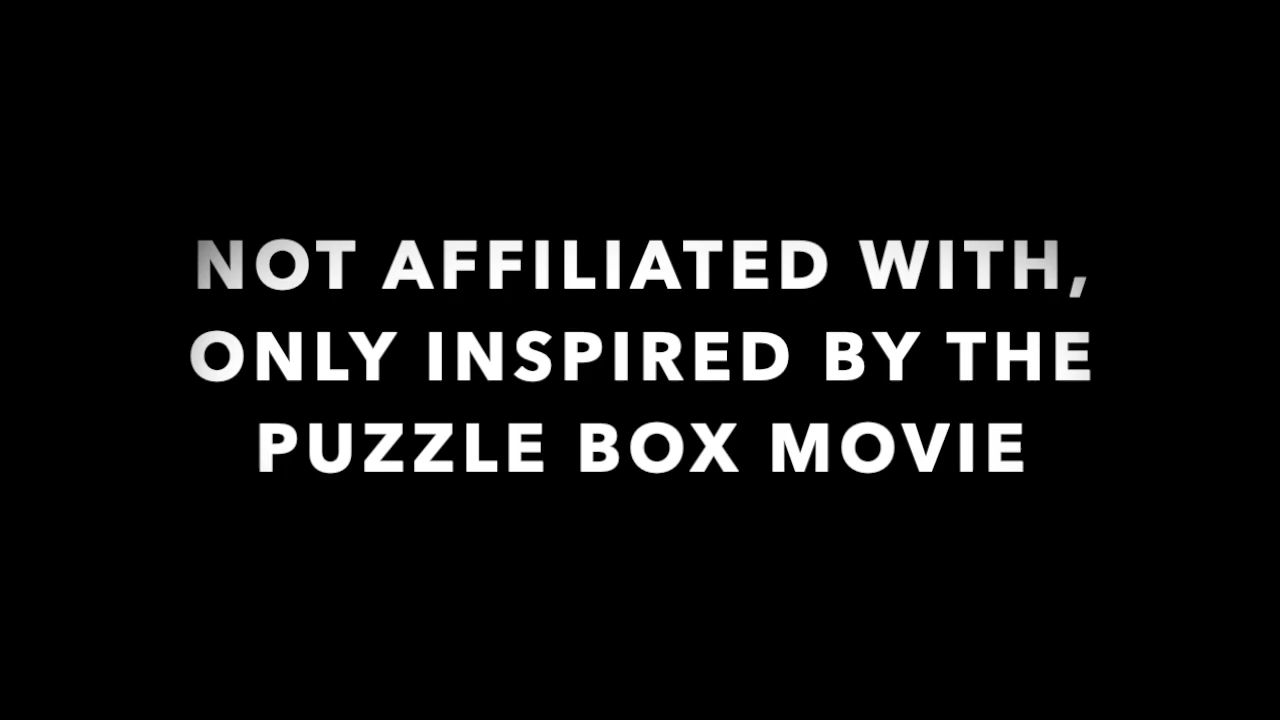 NOT AFFILIATED WITH,
ONLY INSPIRED BY THE
PUZZLE BOX MOVIE